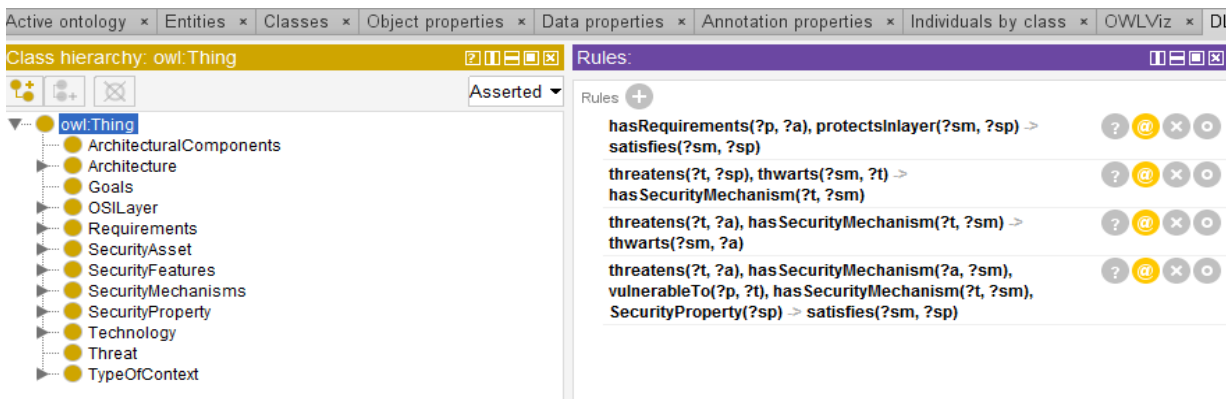 Active ontology × Entities × Classes × Object properties × Data properties × Annotation properties × Individuals by class × OWLViz × DL
Class hierarchy: owl:Thing
Asserted
owl:Thing
ArchitecturalComponents
Architecture
Goals
OSILayer
Requirements
SecurityAsset
SecurityFeatures
SecurityMechanisms
SecurityProperty
Technology
Threat
TypeOfContext
Rules:
Rules
hasRequirements(?p, ?a), protectsInlayer(?sm, ?sp) ->
satisfies(?sm, ?sp)
threatens(?t, ?sp), thwarts(?sm, ?t) ->
hasSecurityMechanism(?t, ?sm)
threatens(?t, ?a), hasSecurityMechanism(?t, ?sm) ->
thwarts(?sm, ?a)
threatens(?t, ?a), hasSecurityMechanism(?a, ?sm),
vulnerableTo(?p, ?t), hasSecurityMechanism(?t, ?sm),
SecurityProperty(?sp) -> satisfies(?sm, ?sp)